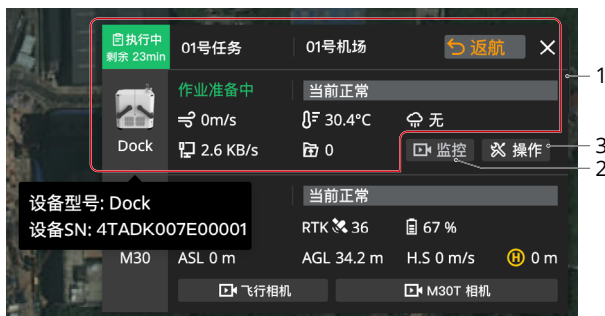 执行中 01号任务 01号机场 返航
剩余 23min
作业准备中 当前正常
0m/s 30.4°C 无
Dock 2.6 KB/s 0 监控 操作
1
3
2
设备型号: Dock
设备SN: 4TADK007E00001
当前正常
RTK 36 67 %
M30 ASL 0 m AGL 34.2 m H.S 0 m/s H 0 m
飞行相机 M30T 相机